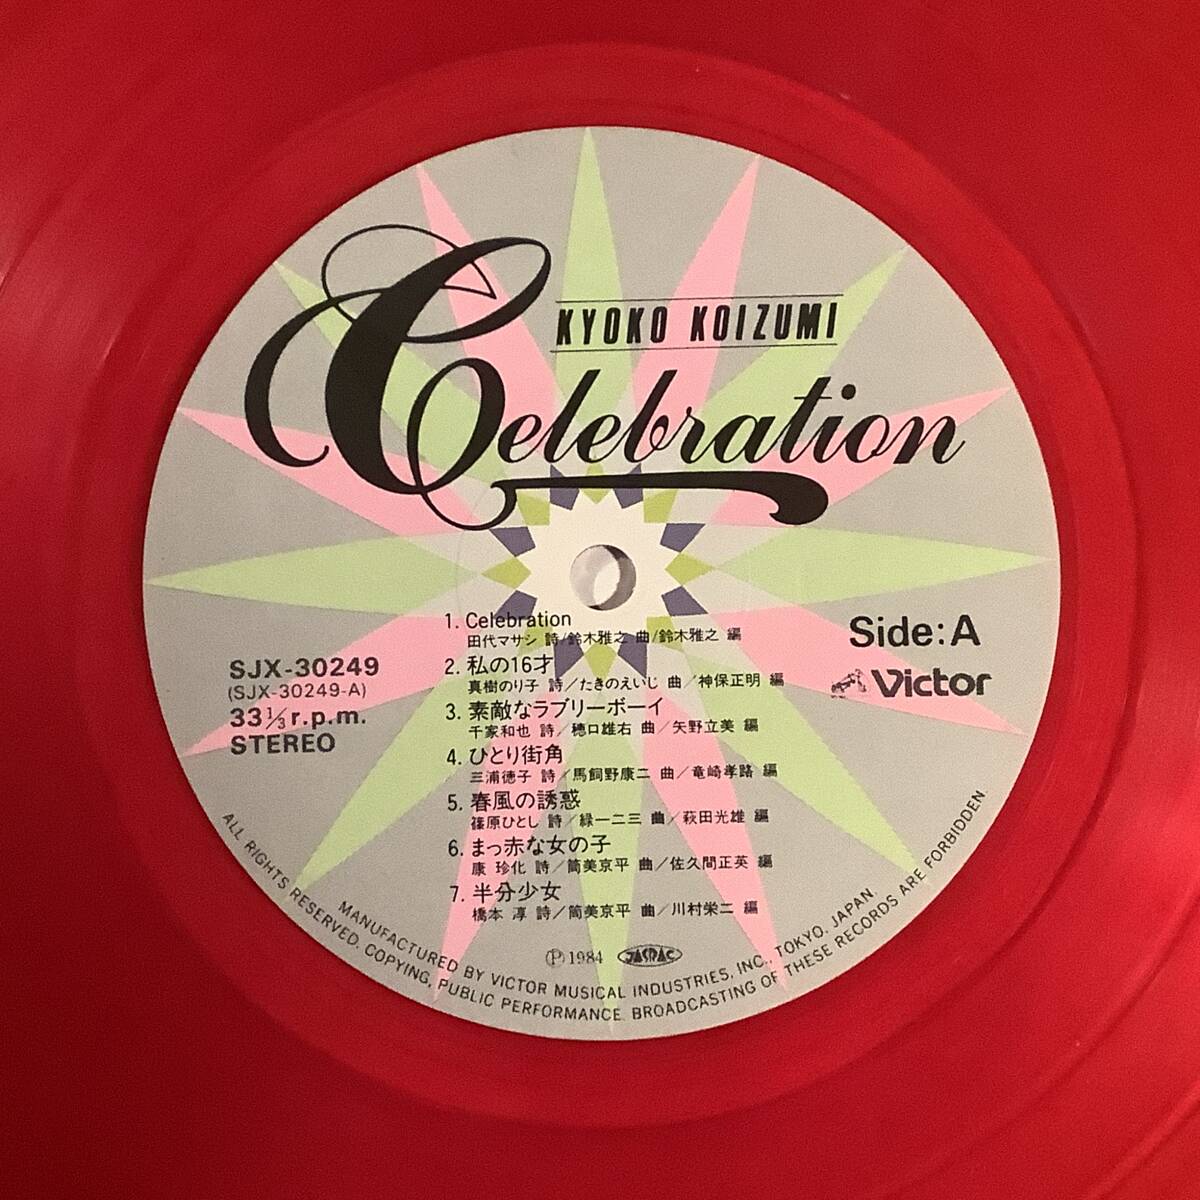 KYOKO KOIZUMI
Celebration
Side:A
Victor
SJX-30249
(SJX-30249-A)
33⅓ r.p.m.
STEREO
1. Celebration
田代マサシ 詩/鈴木雅之 曲/鈴木雅之 編
2. 私の16才
真樹のり子 詩/たきのえいじ 曲/神保正明 編
3. 素敵なラブリーボーイ
千家和也 詩/穂口雄右 曲/矢野立美 編
4. ひとり街角
三浦徳子 詩/馬飼野康二 曲/竜崎孝路 編
5. 春風の誘惑
篠原ひとし 詩/緑一二三 曲/萩田光雄 編
6. まっ赤な女の子
康 珍化 詩/筒美京平 曲/佐久間正英 編
7. 半分少女
橋本 淳 詩/筒美京平 曲/川村栄二 編
Ⓟ1984 JASRAC
MANUFACTURED BY VICTOR MUSICAL INDUSTRIES, INC., TOKYO, JAPAN.
ALL RIGHTS RESERVED. COPYING, PUBLIC PERFORMANCE. BROADCASTING OF THESE RECORDS ARE FORBIDDEN